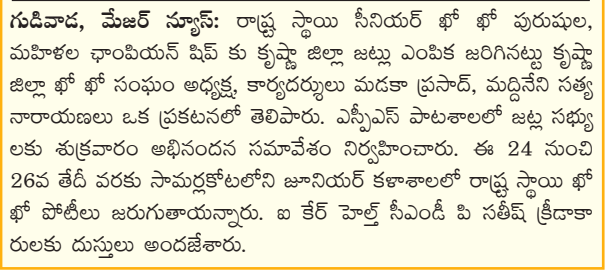 గుడివాడ, మేజర్ న్యూస్: రాష్ట్ర స్థాయి సీనియర్ ఖో ఖో పురుషుల,
మహిళల ఛాంపియన్ షిప్ కు కృష్ణా జిల్లా జట్లు ఎంపిక జరిగినట్టు కృష్ణా
జిల్లా ఖో ఖో సంఘం అధ్యక్ష, కార్యదర్శులు మడకా ప్రసాద్, మద్దినేని సత్య
నారాయణలు ఒక ప్రకటనలో తెలిపారు. ఎస్పీఎస్ పాటశాలలో జట్ల సభ్యు
లకు శుక్రవారం అభినందన సమావేశం నిర్వహించారు. ఈ 24 నుంచి
26వ తేదీ వరకు సామర్లకోటలోని జూనియర్ కళాశాలలో రాష్ట్ర స్థాయి ఖో
ఖో పోటీలు జరుగుతాయన్నారు. ఐ కేర్ హెల్త్ సీఎండీ పి సతీష్ క్రీడాకా
రులకు దుస్తులు అందజేశారు.